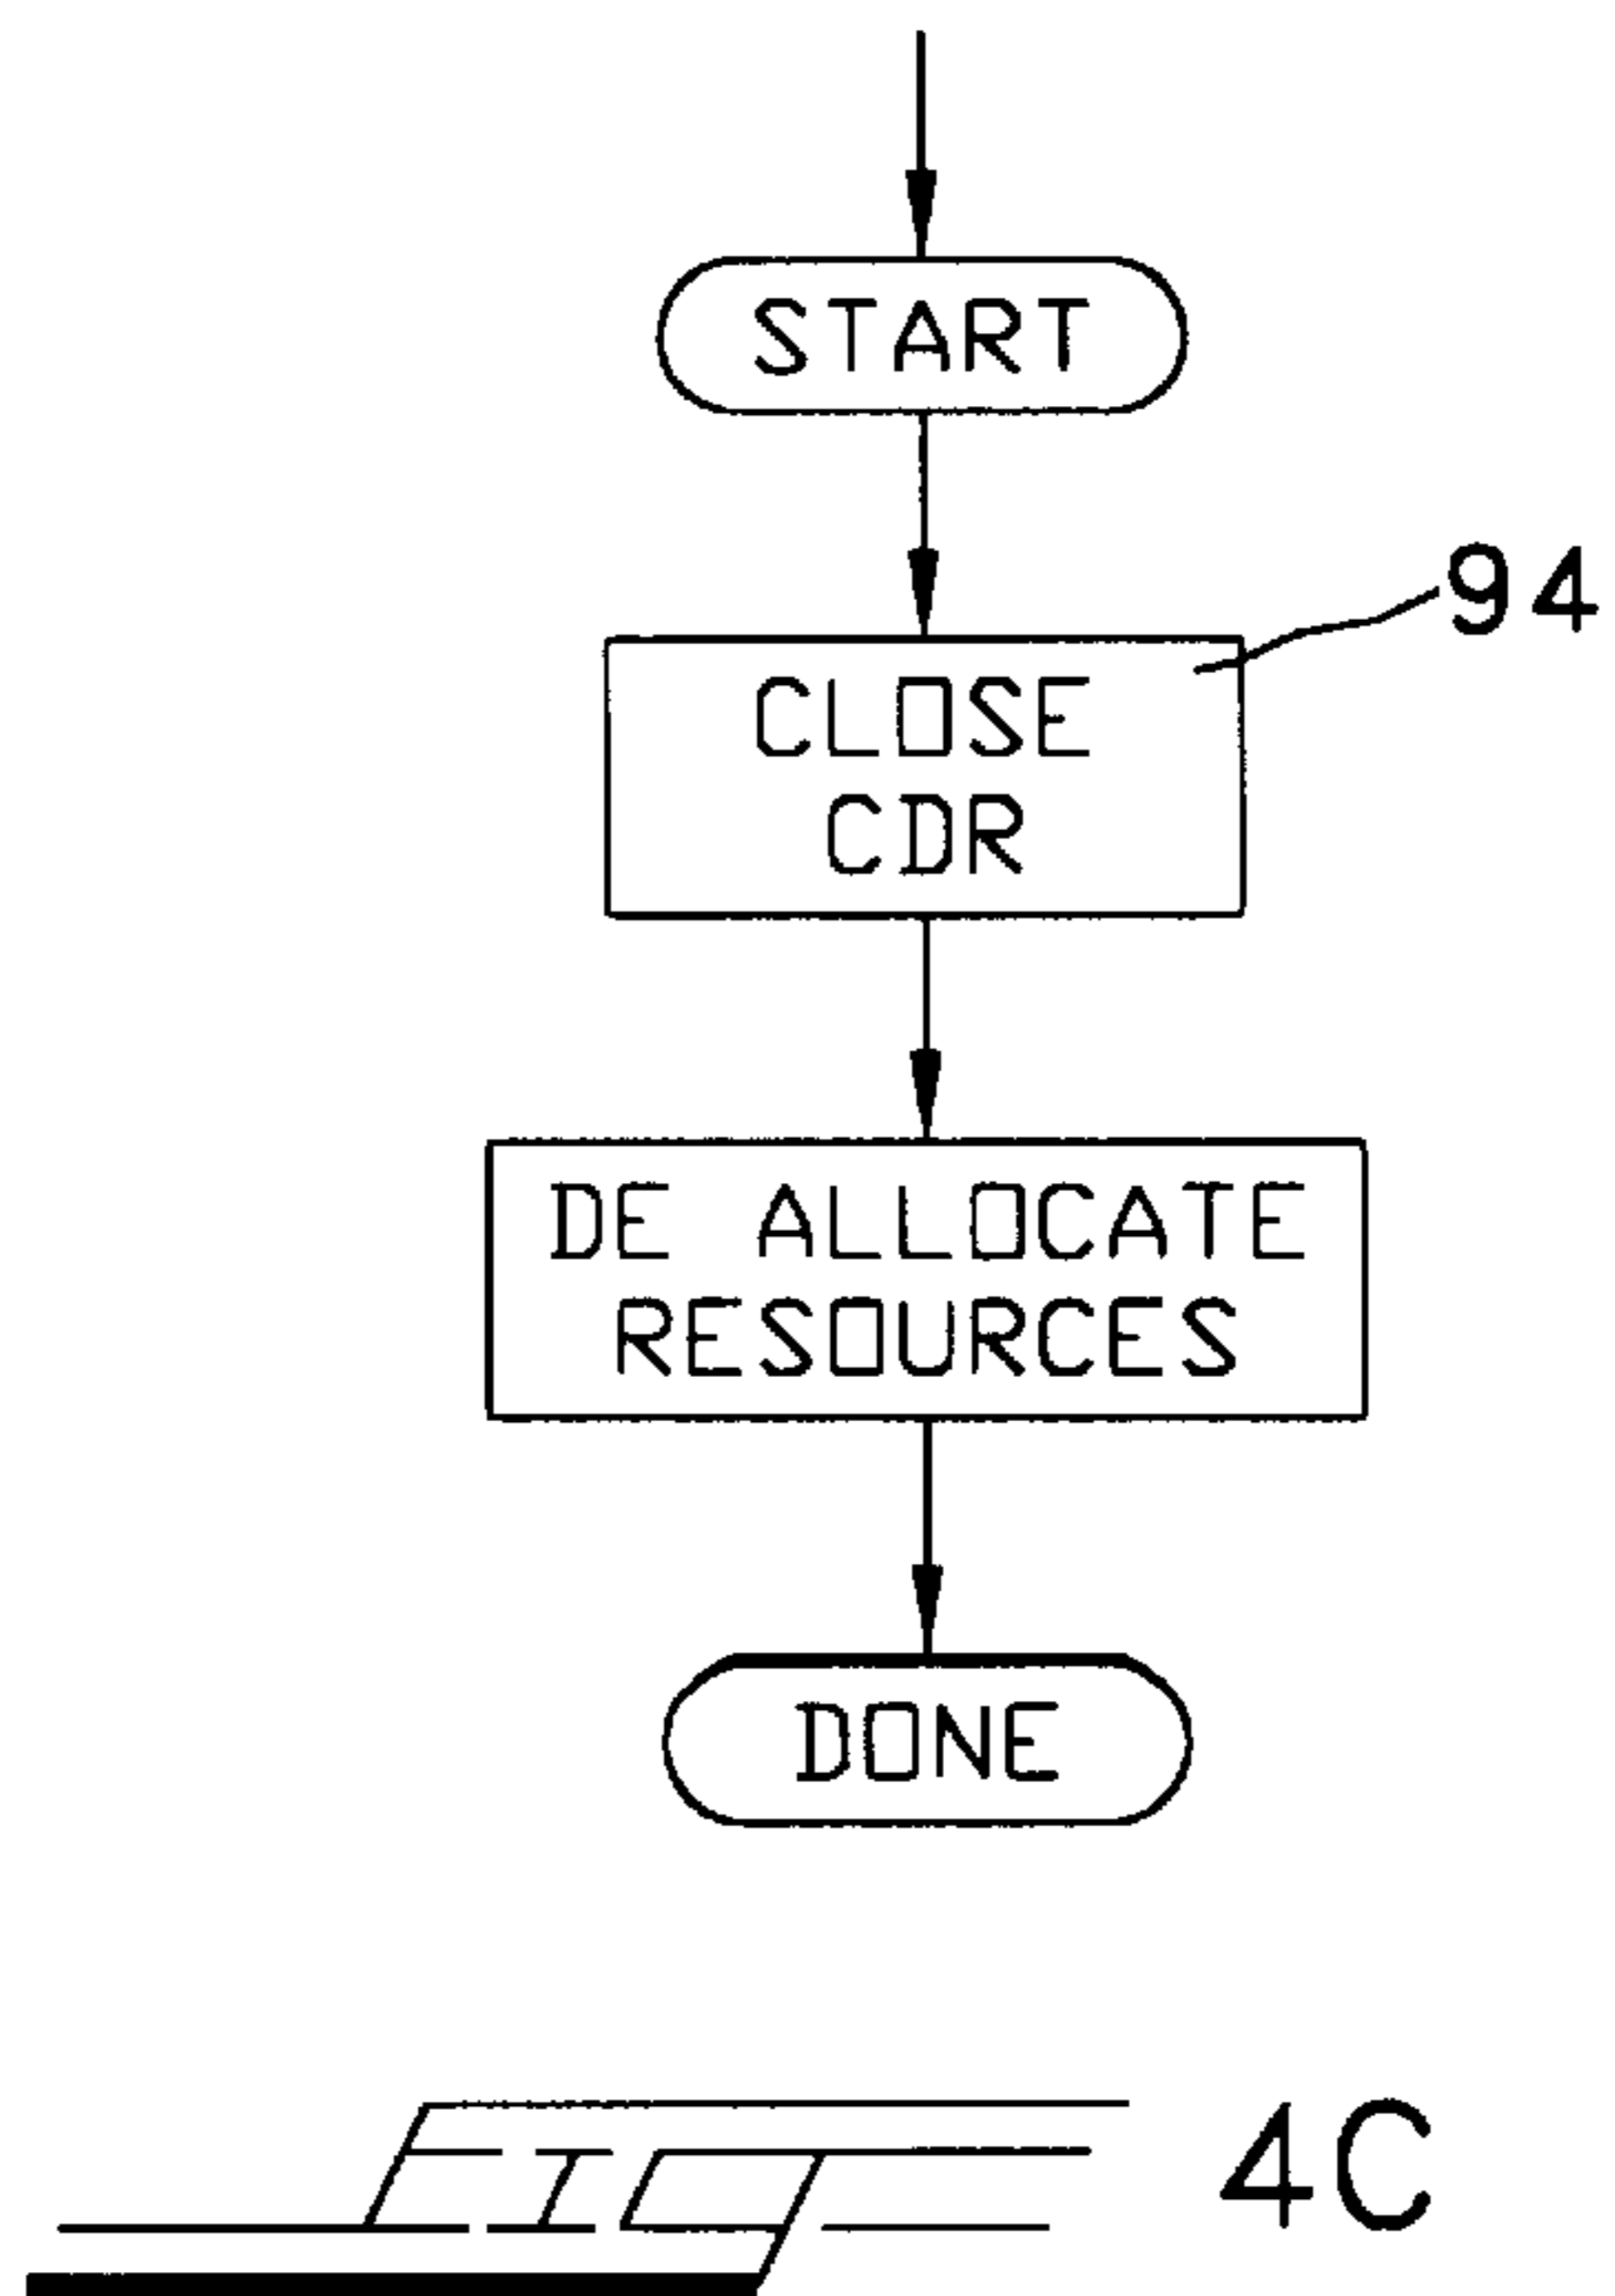 START
94
CLOSE
CDR
DE ALLOCATE
RESOURCES
DONE
FIG 4C